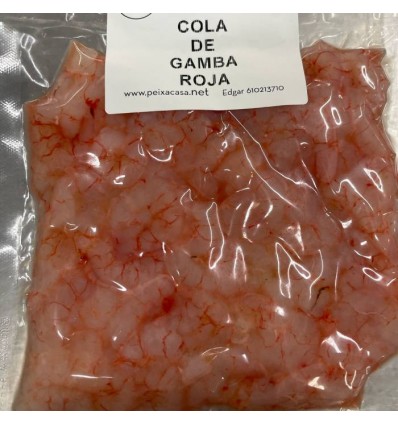 COLA
DE
GAMBA
ROJA
www.peixacasa.net Edgar 610213710